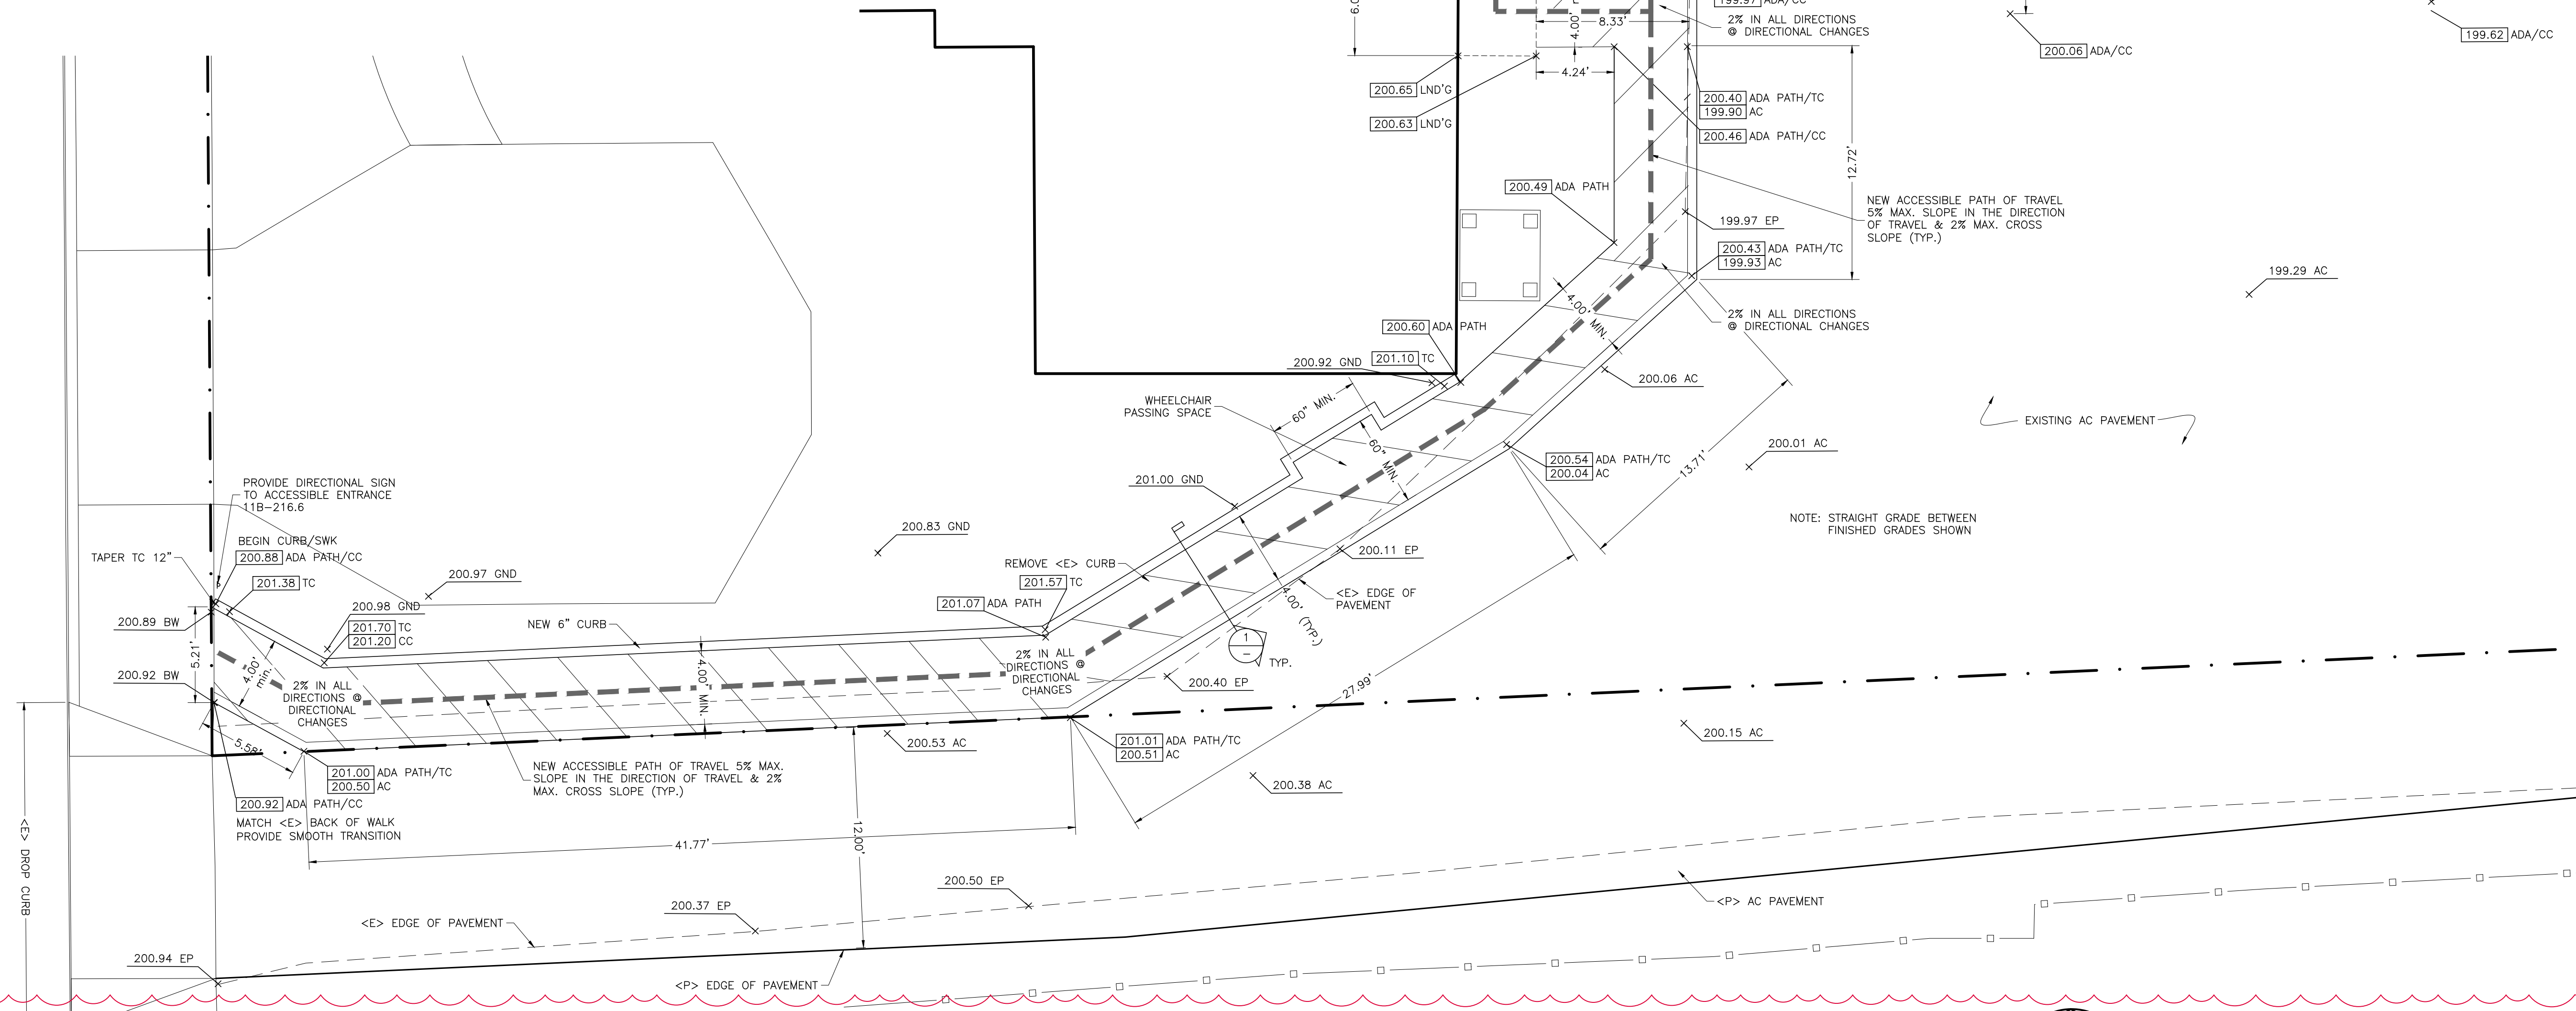 199.97 ADA/CC
2% IN ALL DIRECTIONS
@ DIRECTIONAL CHANGES
8.33'
4.00'
4.24'
200.06 ADA/CC
199.62 ADA/CC
200.65 LND'G
200.63 LND'G
200.40 ADA PATH/TC
199.90 AC
200.46 ADA PATH/CC
12.72'
200.49 ADA PATH
NEW ACCESSIBLE PATH OF TRAVEL
5% MAX. SLOPE IN THE DIRECTION
OF TRAVEL & 2% MAX. CROSS
SLOPE (TYP.)
199.97 EP
200.43 ADA PATH/TC
199.93 AC
199.29 AC
4.00' MIN.
2% IN ALL DIRECTIONS
@ DIRECTIONAL CHANGES
200.60 ADA PATH
200.92 GND
201.10 TC
200.06 AC
60" MIN.
WHEELCHAIR
PASSING SPACE
60" MIN.
EXISTING AC PAVEMENT
200.01 AC
200.54 ADA PATH/TC
200.04 AC
13.71'
201.00 GND
PROVIDE DIRECTIONAL SIGN
TO ACCESSIBLE ENTRANCE
11B-216.6
NOTE: STRAIGHT GRADE BETWEEN
FINISHED GRADES SHOWN
200.83 GND
BEGIN CURB/SWK
200.88 ADA PATH/CC
TAPER TC 12"
200.11 EP
REMOVE <E> CURB
200.97 GND
201.38 TC
201.57 TC
<E> EDGE OF
PAVEMENT
4.00' (TYP.)
200.98 GND
201.07 ADA PATH
200.89 BW
201.70 TC
201.20 CC
NEW 6" CURB
1
-
TYP.
5.21'
4.00'
min.
4.00' MIN.
2% IN ALL
DIRECTIONS @
DIRECTIONAL
CHANGES
200.92 BW
2% IN ALL
DIRECTIONS @
DIRECTIONAL
CHANGES
200.40 EP
27.99'
5.58'
200.53 AC
200.15 AC
201.01 ADA PATH/TC
200.51 AC
201.00 ADA PATH/TC
200.50 AC
NEW ACCESSIBLE PATH OF TRAVEL 5% MAX.
SLOPE IN THE DIRECTION OF TRAVEL & 2%
MAX. CROSS SLOPE (TYP.)
200.38 AC
200.92 ADA PATH/CC
MATCH <E> BACK OF WALK
PROVIDE SMOOTH TRANSITION
<E> DROP CURB
41.77'
12.00'
200.50 EP
200.37 EP
<E> EDGE OF PAVEMENT
<P> AC PAVEMENT
200.94 EP
<P> EDGE OF PAVEMENT